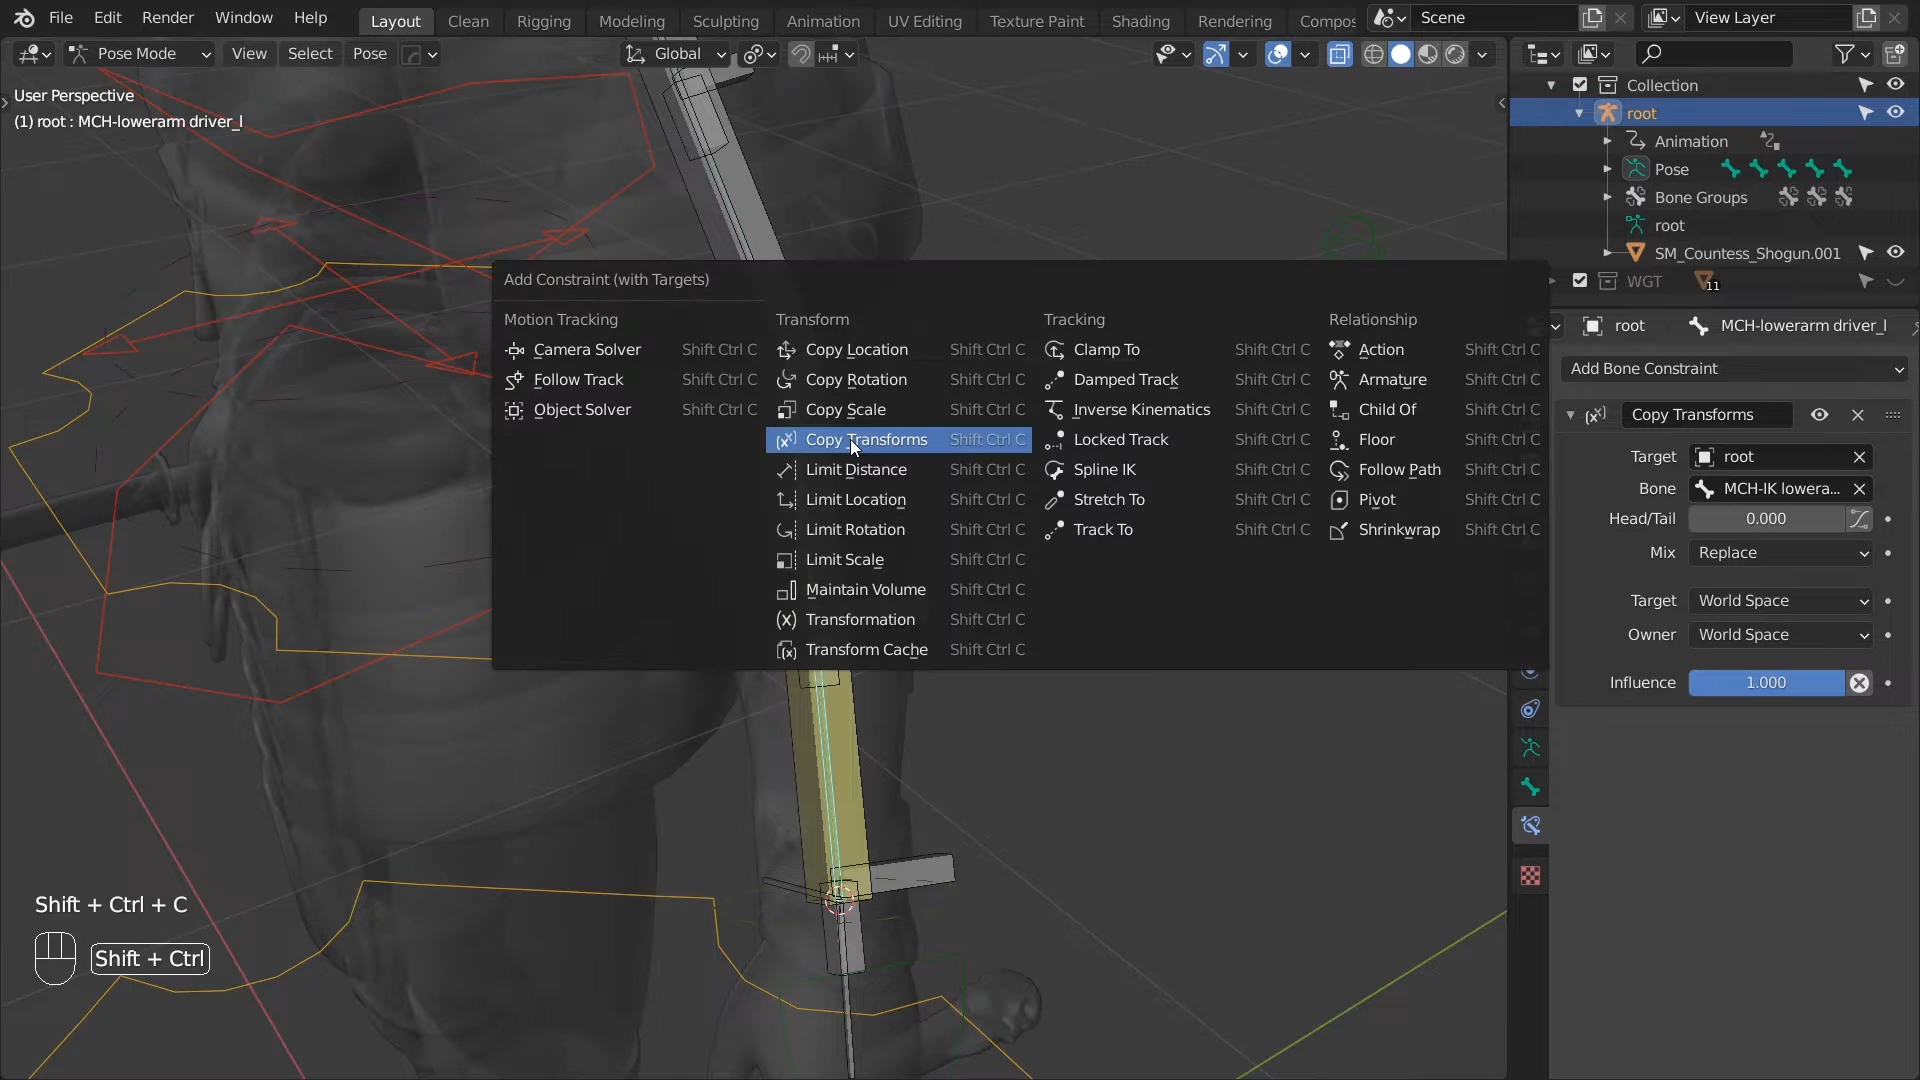 File Edit Render Window Help Layout Clean Rigging Modeling Sculpting Animation UV Editing Texture Paint Shading Rendering Compos Scene View Layer
Pose Mode View Select Pose Global
User Perspective
(1) root : MCH-lowerarm driver_l
Collection
root
Animation
Pose
Bone Groups
root
SM_Countess_Shogun.001
WGT 11
root MCH-lowerarm driver_l
Add Bone Constraint
Copy Transforms
Target root
Bone MCH-IK lowera...
Head/Tail 0.000
Mix Replace
Target World Space
Owner World Space
Influence 1.000
Add Constraint (with Targets)
Motion Tracking
Camera Solver Shift Ctrl C
Follow Track Shift Ctrl C
Object Solver Shift Ctrl C
Transform
Copy Location Shift Ctrl C
Copy Rotation Shift Ctrl C
Copy Scale Shift Ctrl C
Copy Transforms Shift Ctrl C
Limit Distance Shift Ctrl C
Limit Location Shift Ctrl C
Limit Rotation Shift Ctrl C
Limit Scale Shift Ctrl C
Maintain Volume Shift Ctrl C
Transformation Shift Ctrl C
Transform Cache Shift Ctrl C
Tracking
Clamp To Shift Ctrl C
Damped Track Shift Ctrl C
Inverse Kinematics Shift Ctrl C
Locked Track Shift Ctrl C
Spline IK Shift Ctrl C
Stretch To Shift Ctrl C
Track To Shift Ctrl C
Relationship
Action Shift Ctrl C
Armature Shift Ctrl C
Child Of Shift Ctrl C
Floor Shift Ctrl C
Follow Path Shift Ctrl C
Pivot Shift Ctrl C
Shrinkwrap Shift Ctrl C
Shift + Ctrl + C
Shift + Ctrl